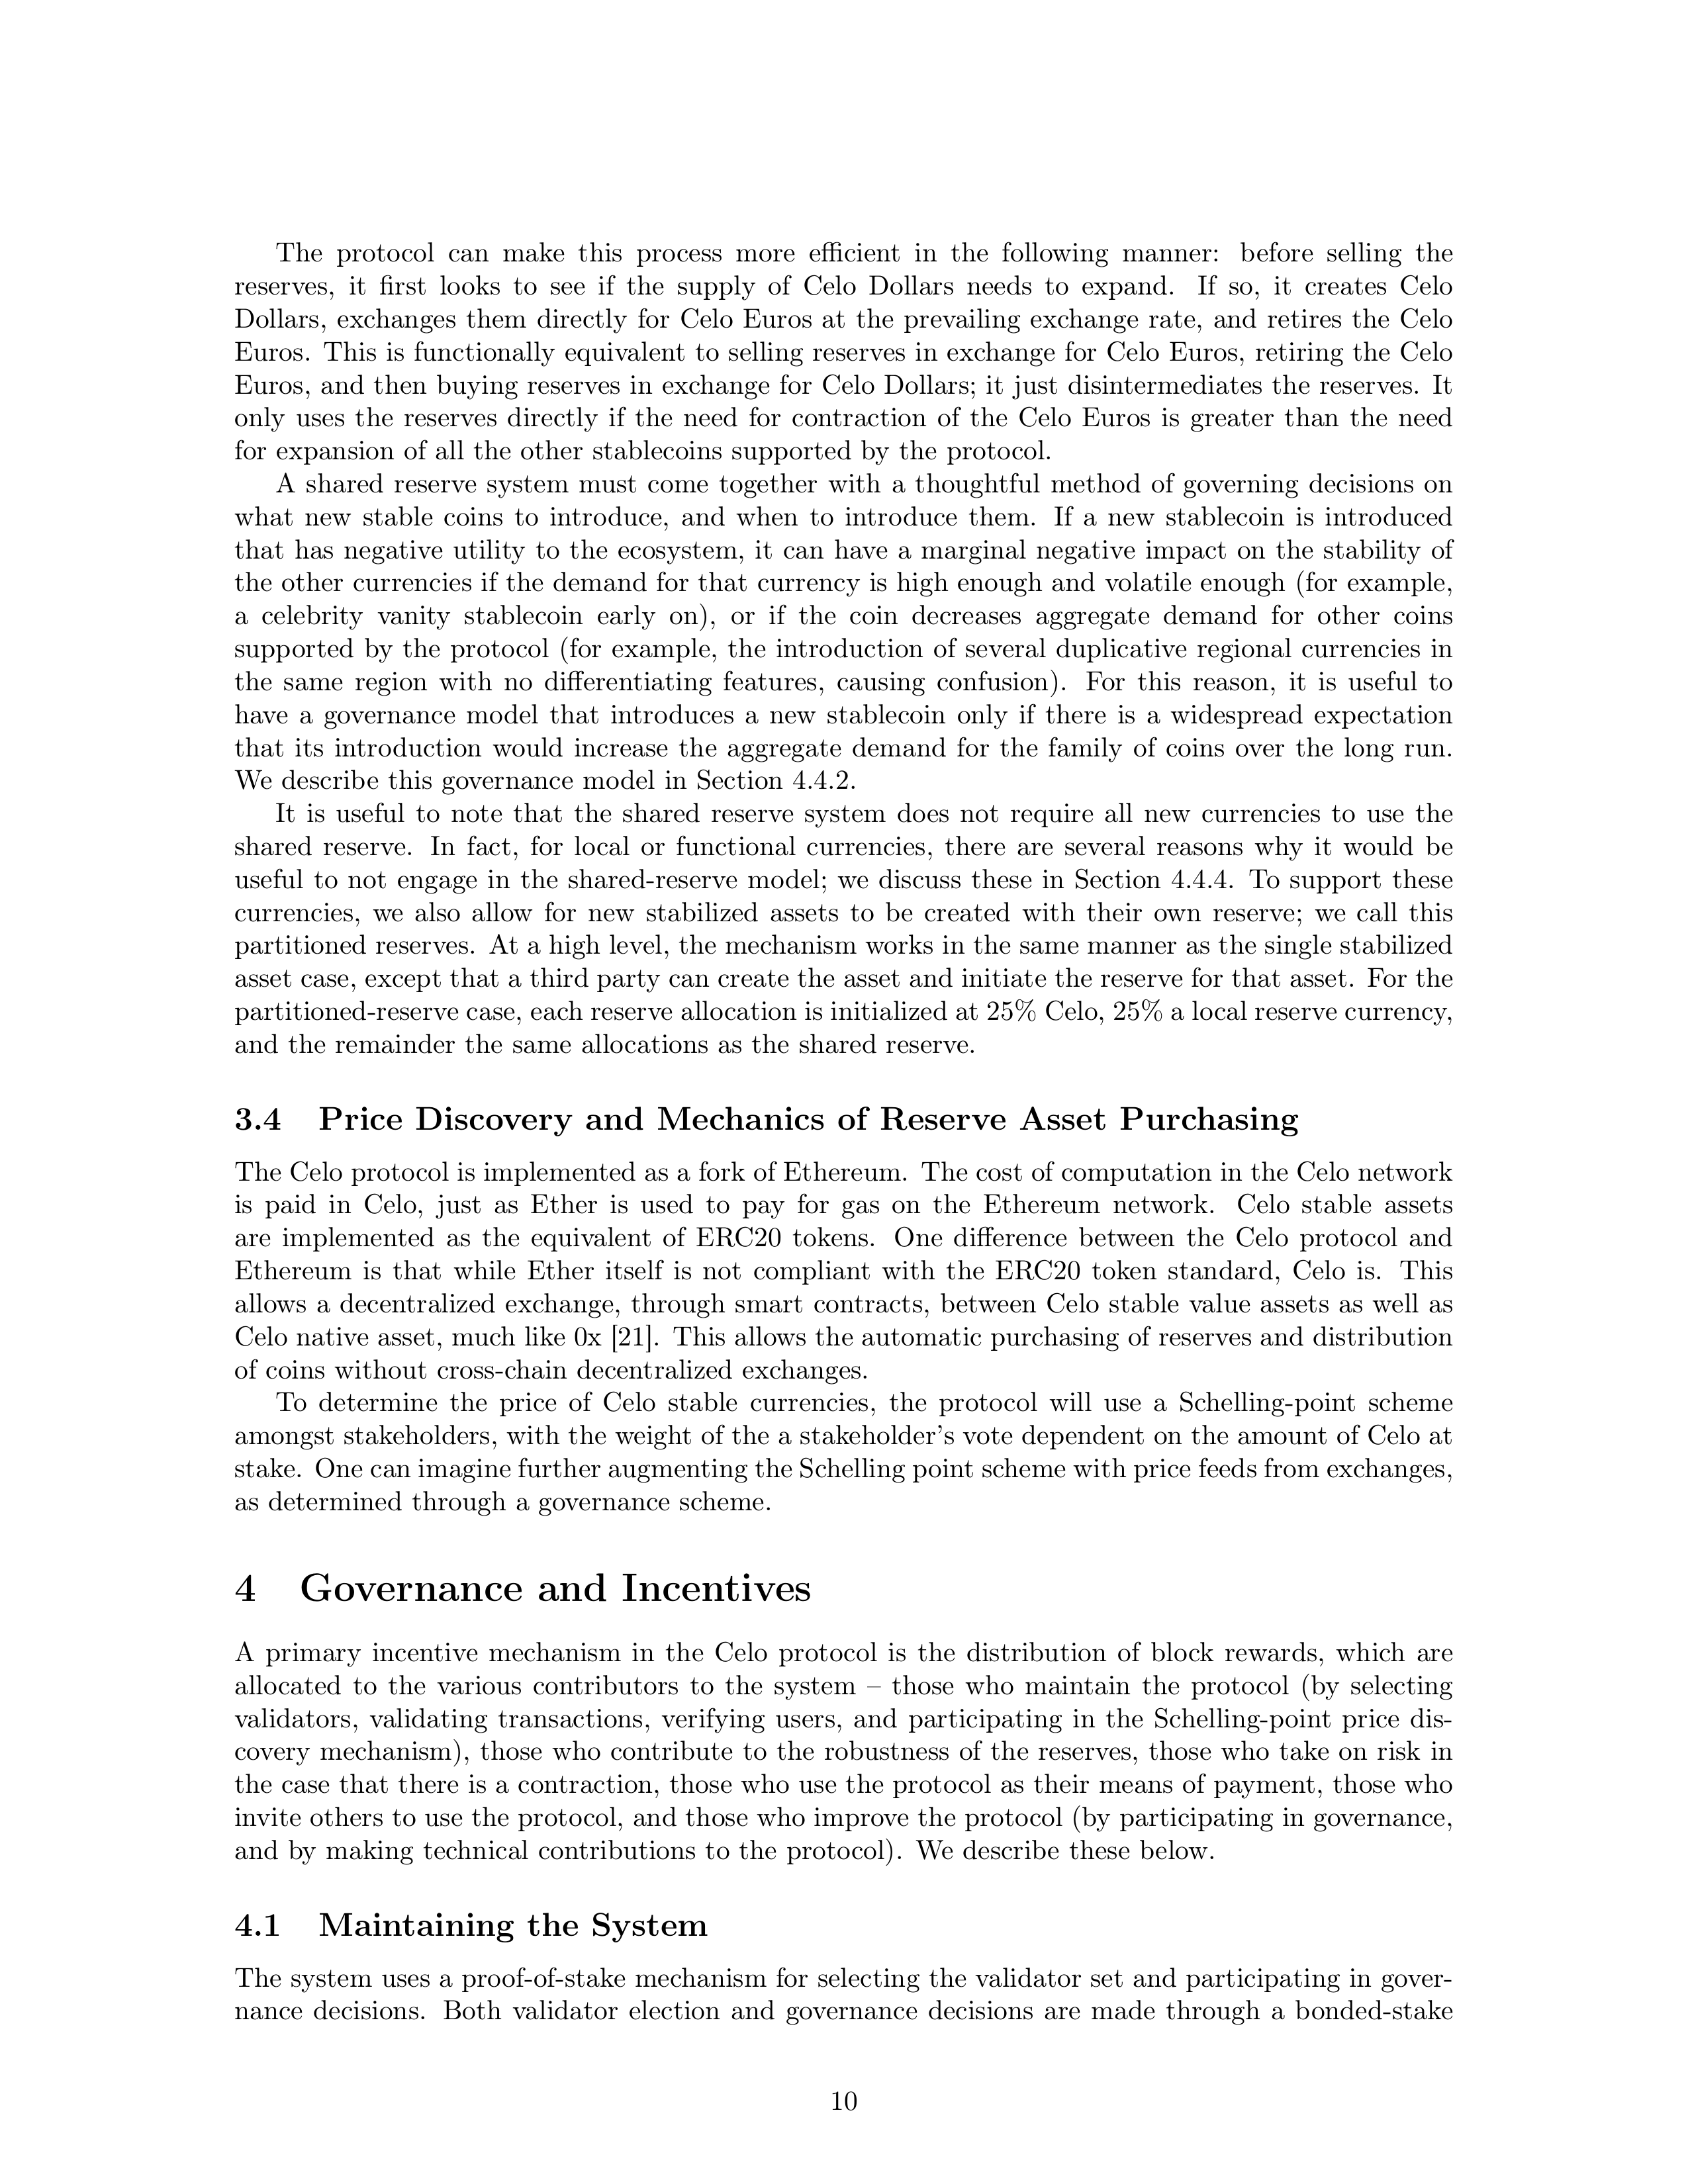 The protocol can make this process more efficient in the following manner: before selling the
reserves, it first looks to see if the supply of Celo Dollars needs to expand. If so, it creates Celo
Dollars, exchanges them directly for Celo Euros at the prevailing exchange rate, and retires the Celo
Euros. This is functionally equivalent to selling reserves in exchange for Celo Euros, retiring the Celo
Euros, and then buying reserves in exchange for Celo Dollars; it just disintermediates the reserves. It
only uses the reserves directly if the need for contraction of the Celo Euros is greater than the need
for expansion of all the other stablecoins supported by the protocol.
A shared reserve system must come together with a thoughtful method of governing decisions on
what new stable coins to introduce, and when to introduce them. If a new stablecoin is introduced
that has negative utility to the ecosystem, it can have a marginal negative impact on the stability of
the other currencies if the demand for that currency is high enough and volatile enough (for example,
a celebrity vanity stablecoin early on), or if the coin decreases aggregate demand for other coins
supported by the protocol (for example, the introduction of several duplicative regional currencies in
the same region with no differentiating features, causing confusion). For this reason, it is useful to
have a governance model that introduces a new stablecoin only if there is a widespread expectation
that its introduction would increase the aggregate demand for the family of coins over the long run.
We describe this governance model in Section 4.4.2.
It is useful to note that the shared reserve system does not require all new currencies to use the
shared reserve. In fact, for local or functional currencies, there are several reasons why it would be
useful to not engage in the shared-reserve model; we discuss these in Section 4.4.4. To support these
currencies, we also allow for new stabilized assets to be created with their own reserve; we call this
partitioned reserves. At a high level, the mechanism works in the same manner as the single stabilized
asset case, except that a third party can create the asset and initiate the reserve for that asset. For the
partitioned-reserve case, each reserve allocation is initialized at 25% Celo, 25% a local reserve currency,
and the remainder the same allocations as the shared reserve.
3.4 Price Discovery and Mechanics of Reserve Asset Purchasing
The Celo protocol is implemented as a fork of Ethereum. The cost of computation in the Celo network
is paid in Celo, just as Ether is used to pay for gas on the Ethereum network. Celo stable assets
are implemented as the equivalent of ERC20 tokens. One difference between the Celo protocol and
Ethereum is that while Ether itself is not compliant with the ERC20 token standard, Celo is. This
allows a decentralized exchange, through smart contracts, between Celo stable value assets as well as
Celo native asset, much like 0x [21]. This allows the automatic purchasing of reserves and distribution
of coins without cross-chain decentralized exchanges.
To determine the price of Celo stable currencies, the protocol will use a Schelling-point scheme
amongst stakeholders, with the weight of the a stakeholder's vote dependent on the amount of Celo at
stake. One can imagine further augmenting the Schelling point scheme with price feeds from exchanges,
as determined through a governance scheme.
4 Governance and Incentives
A primary incentive mechanism in the Celo protocol is the distribution of block rewards, which are
allocated to the various contributors to the system – those who maintain the protocol (by selecting
validators, validating transactions, verifying users, and participating in the Schelling-point price dis-
covery mechanism), those who contribute to the robustness of the reserves, those who take on risk in
the case that there is a contraction, those who use the protocol as their means of payment, those who
invite others to use the protocol, and those who improve the protocol (by participating in governance,
and by making technical contributions to the protocol). We describe these below.
4.1 Maintaining the System
The system uses a proof-of-stake mechanism for selecting the validator set and participating in gover-
nance decisions. Both validator election and governance decisions are made through a bonded-stake
10